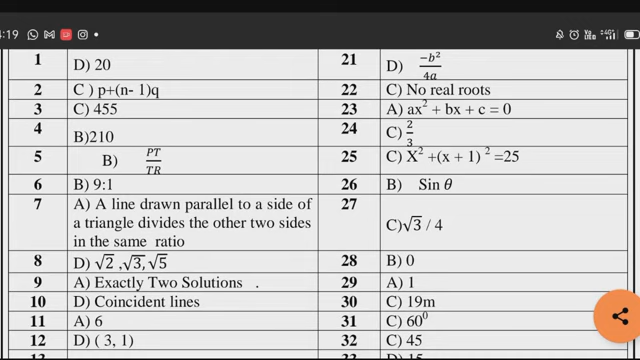 :19
1 D) 20 21 D) −b²/4a
2 C ) p+(n- 1)q 22 C) No real roots
3 C) 455 23 A) ax² + bx + c = 0
4 B)210 24 C) 2/3
5 B) PT/TR 25 C) X² +(x + 1) ² =25
6 B) 9:1 26 B) Sin θ
7 A) A line drawn parallel to a side of
a triangle divides the other two sides
in the same ratio
27 C)√3 / 4
8 D) √2 ,√3, √5 28 B) 0
9 A) Exactly Two Solutions . 29 A) 1
10 D) Coincident lines 30 C) 19m
11 A) 6 31 C) 60⁰
12 D) ( 3, 1) 32 C) 45
13 33 D) 15